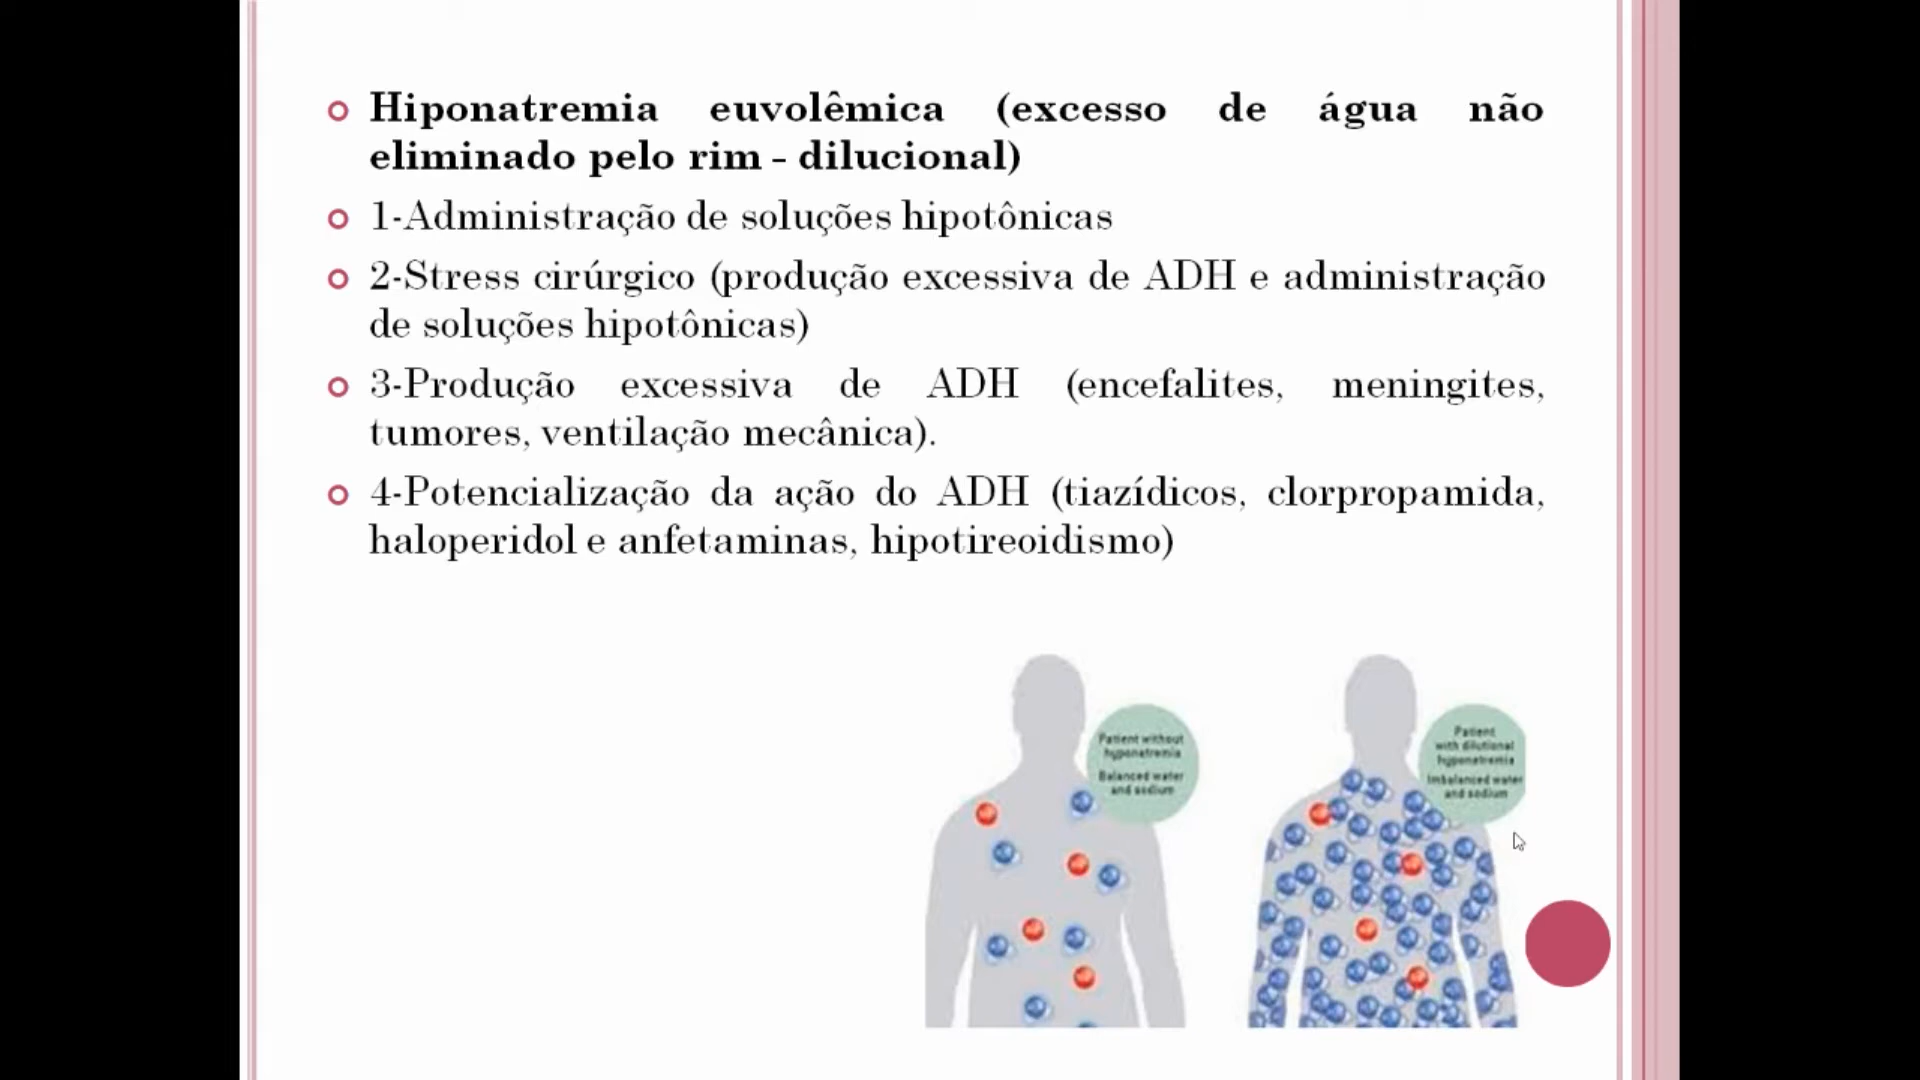 Hiponatremia euvolêmica (excesso de água não
eliminado pelo rim - dilucional)
1-Administração de soluções hipotônicas
2-Stress cirúrgico (produção excessiva de ADH e administração
de soluções hipotônicas)
3-Produção excessiva de ADH (encefalites, meningites,
tumores, ventilação mecânica).
4-Potencialização da ação do ADH (tiazídicos, clorpropamida,
haloperidol e anfetaminas, hipotireoidismo)
Patient without
hyponatremia
Balanced water
and sodium
Patient
with dilutional
hyponatremia
Imbalanced water
and sodium